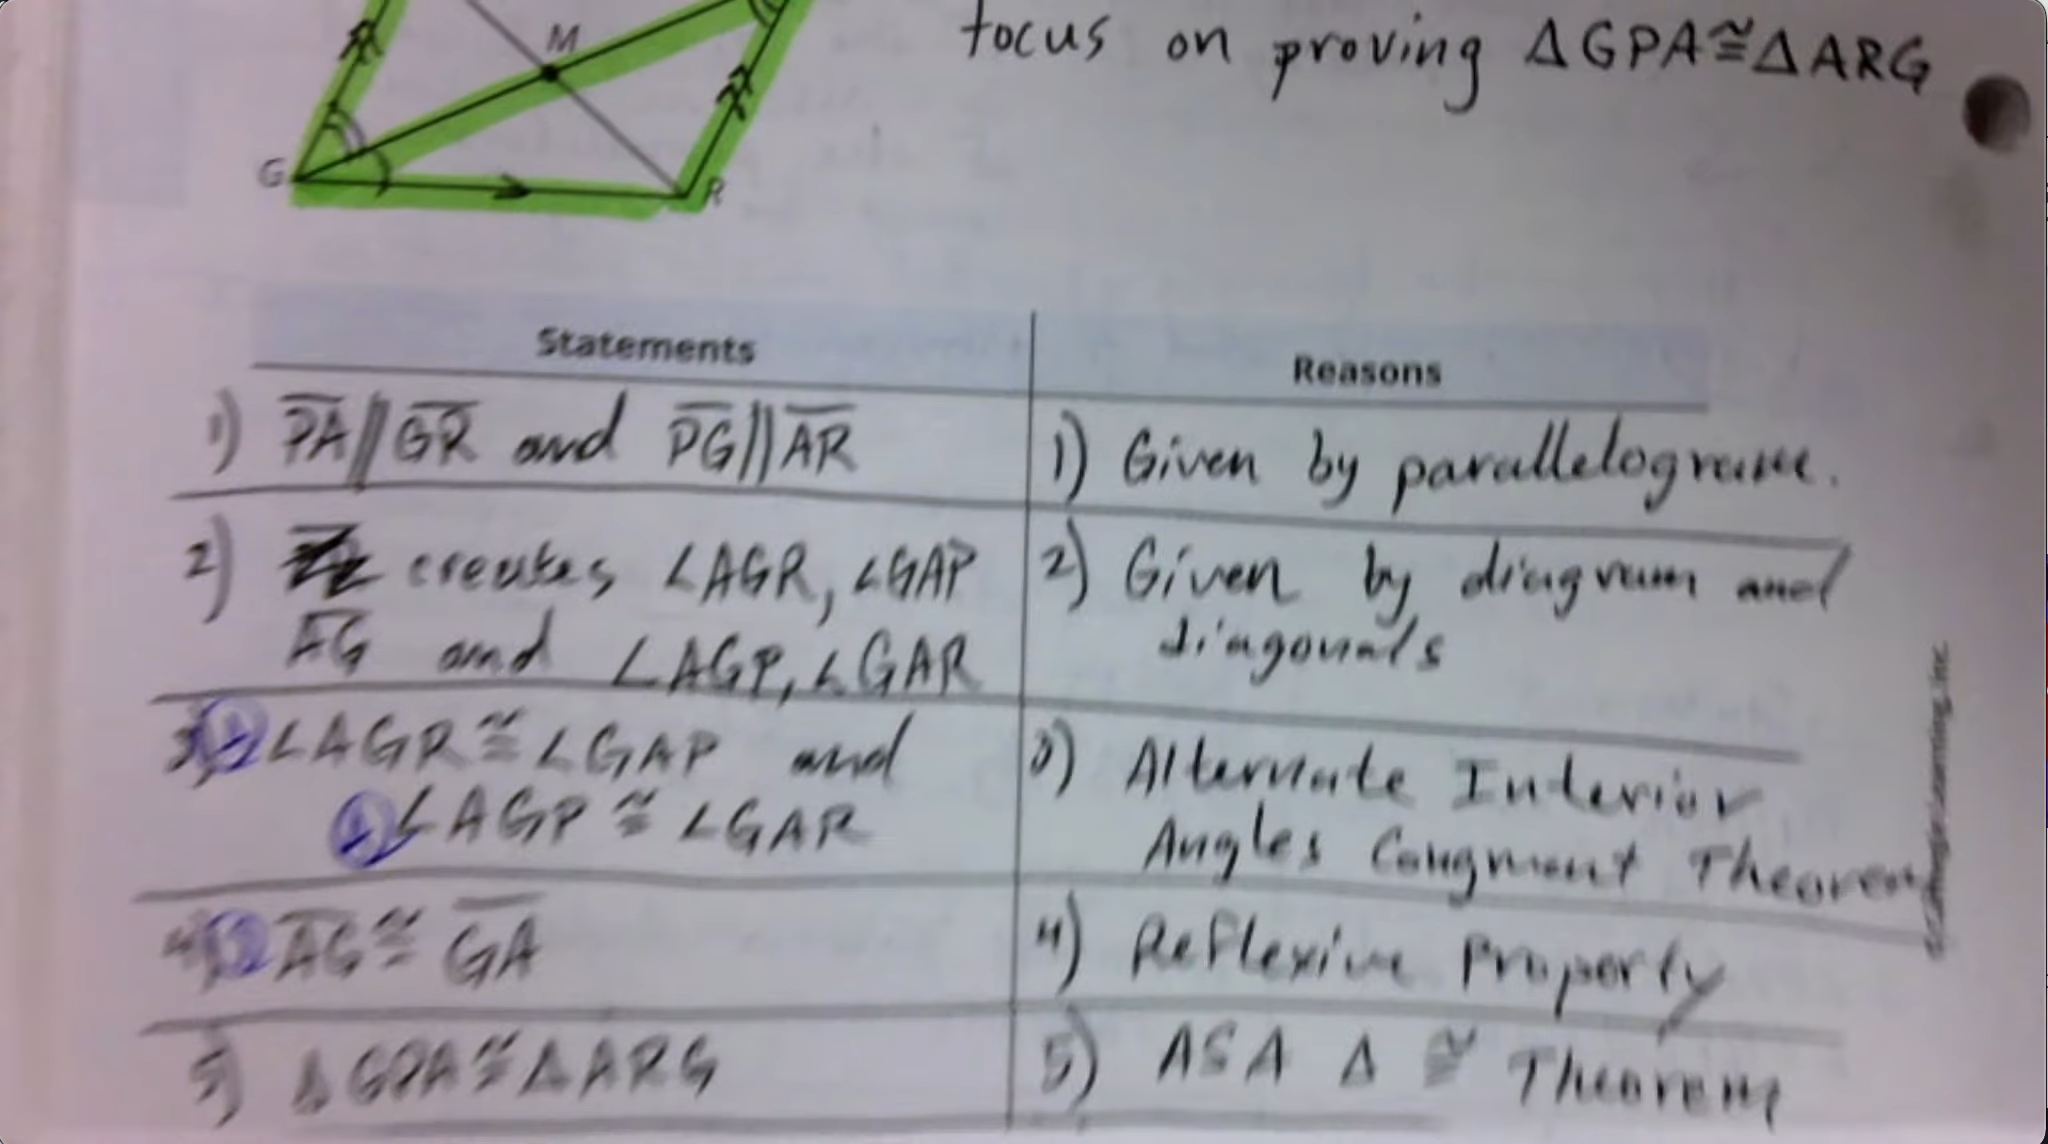 M
focus on proving ΔGPA≅ΔARG
G
R
Statements
Reasons
1) PA∥GR and PG∥AR
1) Given by parallelogram.
2) creates ∠AGR, ∠GAP
AG and ∠AGP, ∠GAR
2) Given by diagram and
diagonals
3) A ∠AGR≅∠GAP and
A ∠AGP≅∠GAR
3) Alternate Interior
Angles Congruent Theorem
4) S AG≅GA
4) Reflexive Property
5) ΔGPA≅ΔARG
5) ASA Δ≅ Theorem